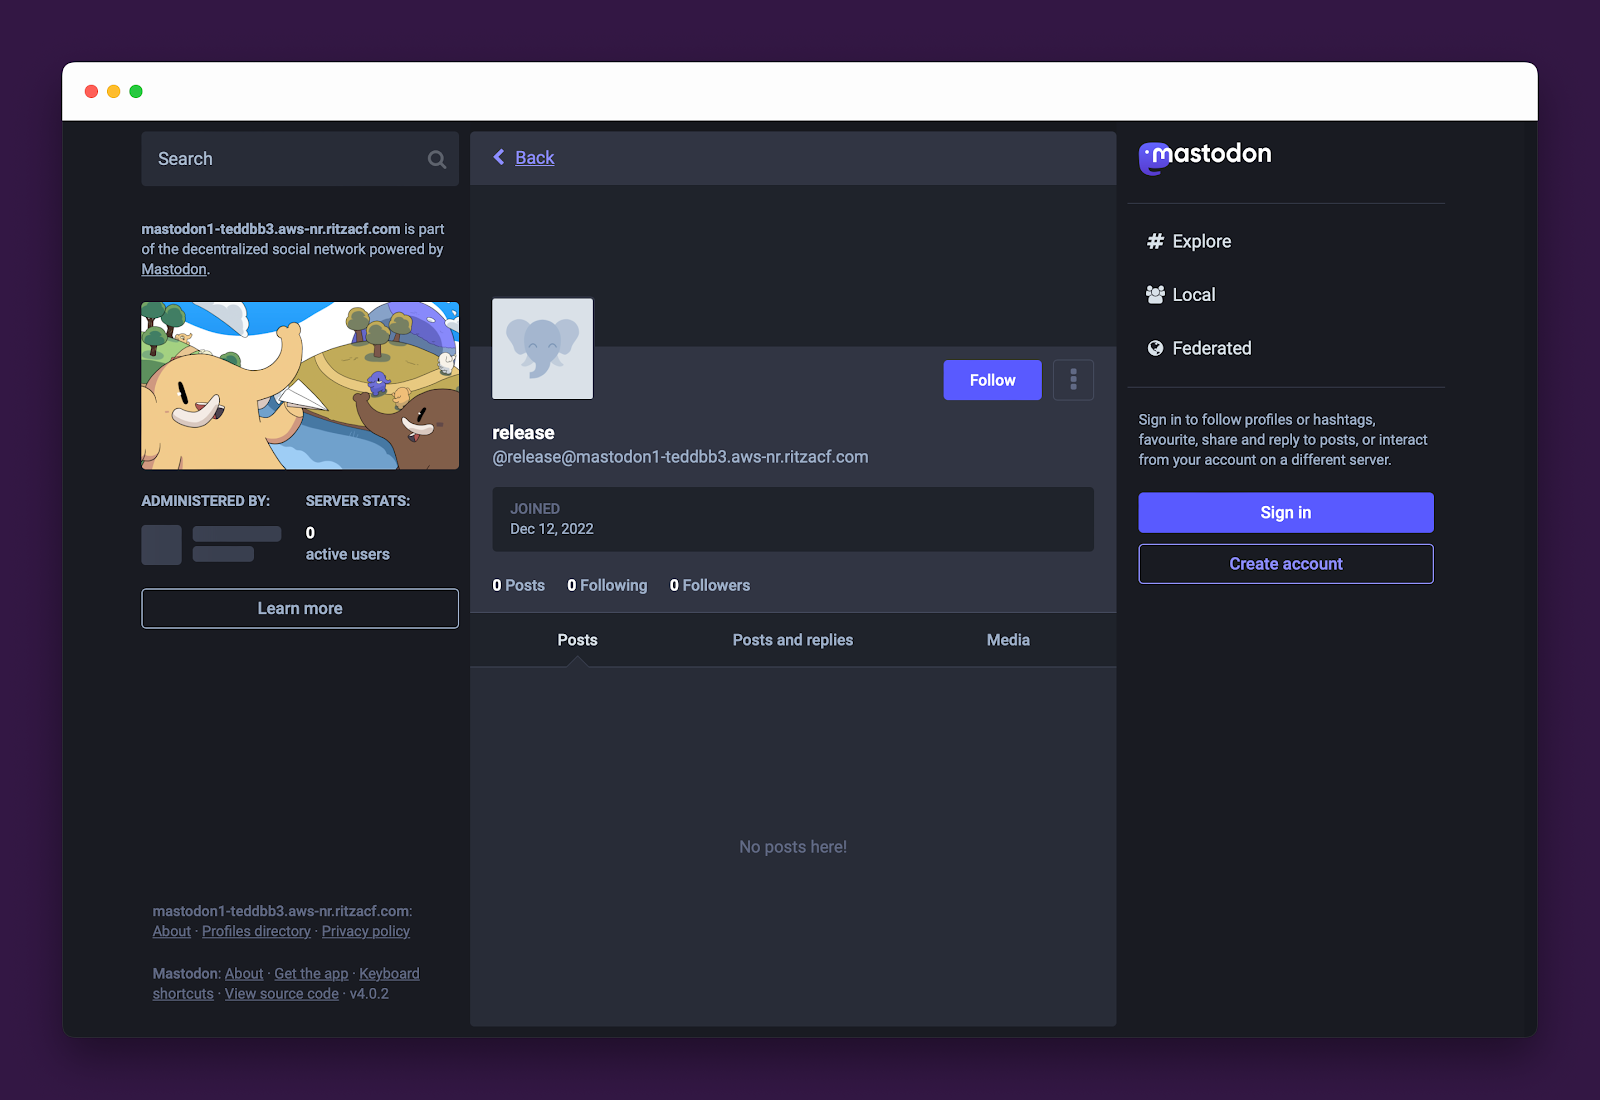 Search
mastodon1-teddbb3.aws-nr.ritzacf.com is part
of the decentralized social network powered by
Mastodon.
ADMINISTERED BY:
SERVER STATS:
0
active users
Learn more
mastodon1-teddbb3.aws-nr.ritzacf.com:
About · Profiles directory · Privacy policy
Mastodon: About · Get the app · Keyboard
shortcuts · View source code · v4.0.2
Back
Follow
release
@release@mastodon1-teddbb3.aws-nr.ritzacf.com
JOINED
Dec 12, 2022
0 Posts 0 Following 0 Followers
Posts Posts and replies Media
No posts here!
mastodon
# Explore
Local
Federated
Sign in to follow profiles or hashtags,
favourite, share and reply to posts, or interact
from your account on a different server.
Sign in
Create account